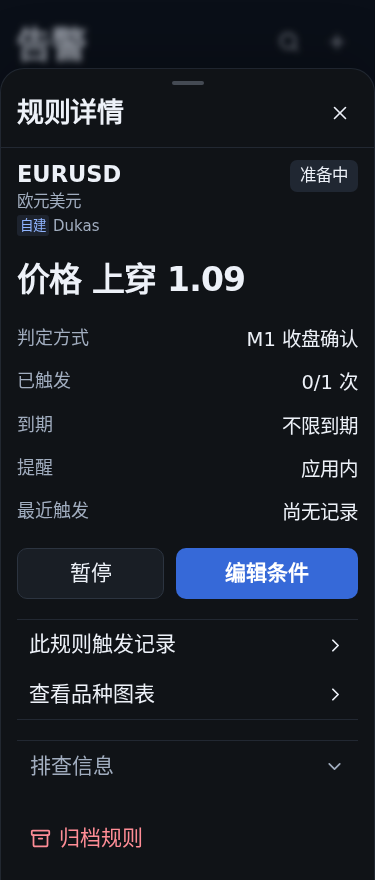 告警
规则详情
EURUSD
准备中
欧元美元
自建 Dukas
价格 上穿 1.09
判定方式 M1 收盘确认
已触发 0/1 次
到期 不限到期
提醒 应用内
最近触发 尚无记录
暂停 编辑条件
此规则触发记录
查看品种图表
排查信息
归档规则